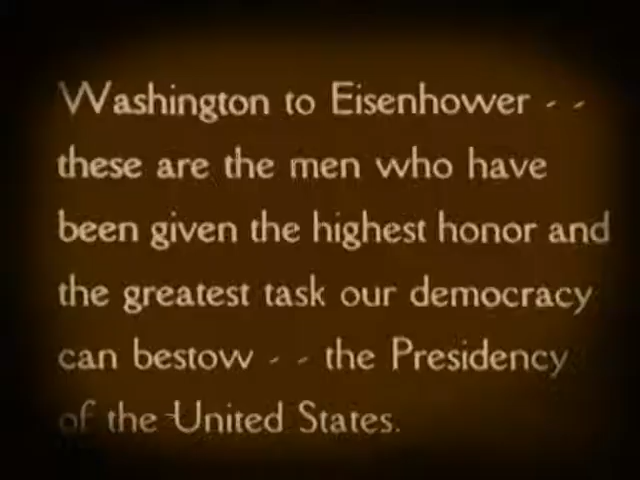 Washington to Eisenhower - -
these are the men who have
been given the highest honor and
the greatest task our democracy
can bestow - - the Presidency
of the United States.